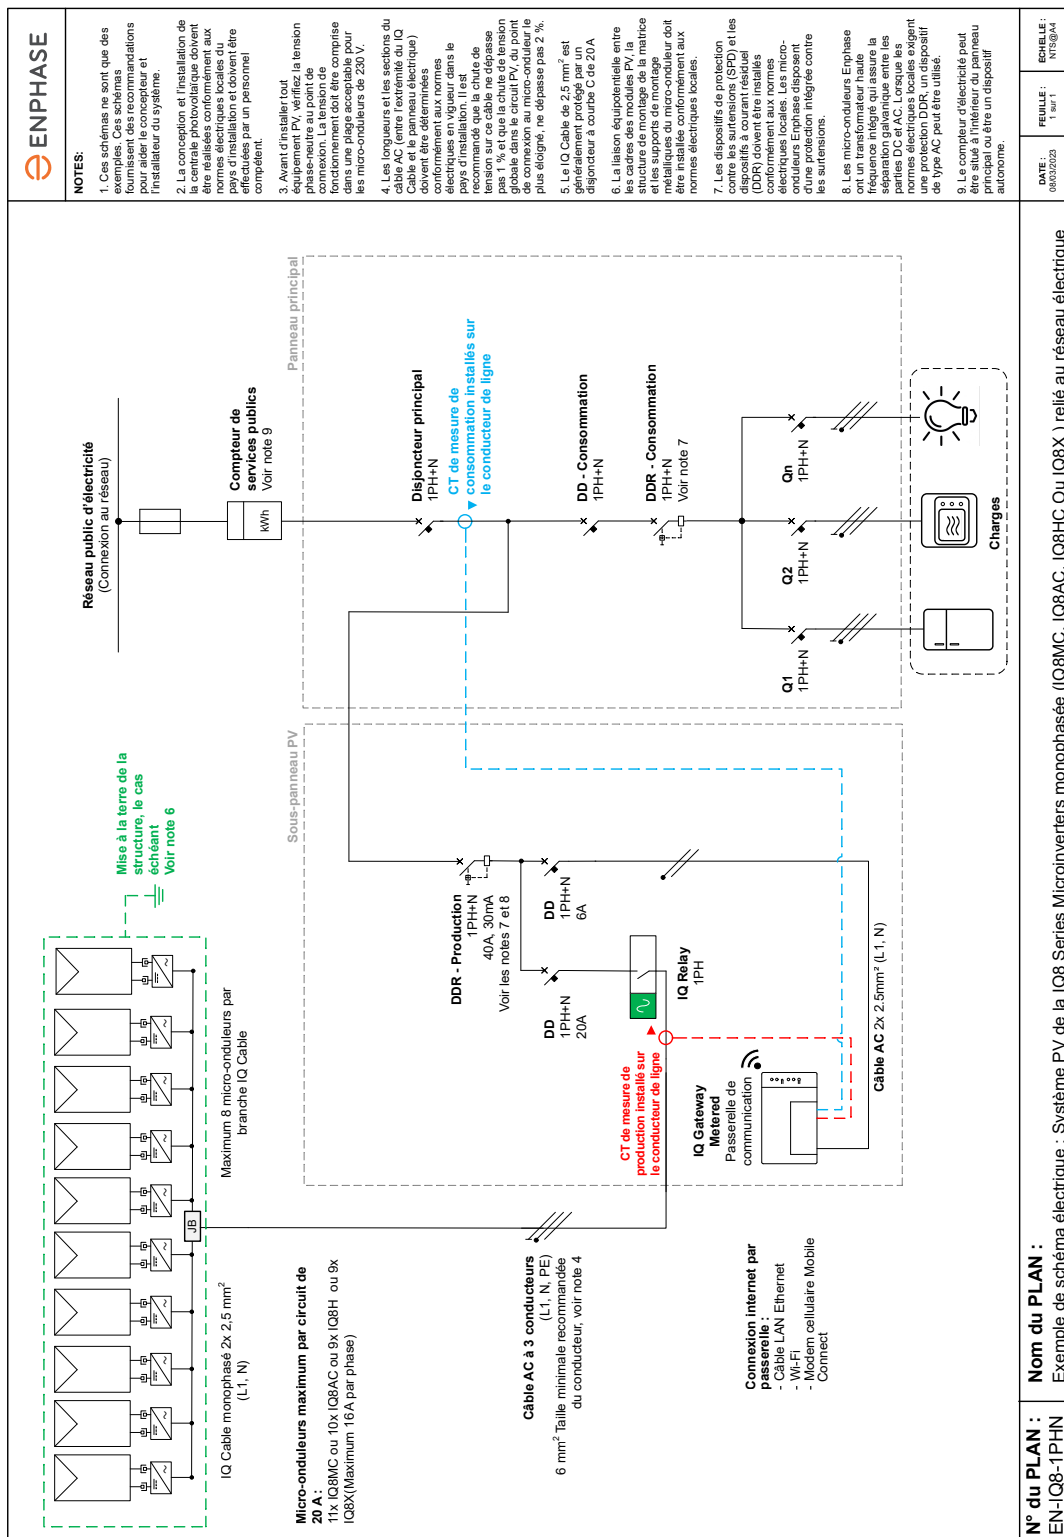 ENPHASE
NOTES:
1. Ces schémas ne sont que des
exemples. Ces schémas
fournissent des recommandations
pour aider le concepteur et
l'installateur du système.
2. La conception et l'installation de
la centrale photovoltaïque doivent
être réalisées conformément aux
normes électriques locales du
pays d'installation et doivent être
effectuées par un personnel
compétent.
3. Avant d'installer tout
équipement PV, vérifiez la tension
phase-neutre au point de
connexion. La tension de
fonctionnement doit être comprise
dans une plage acceptable pour
les micro-onduleurs de 230 V.
4. Les longueurs et les sections du
câble AC (entre l'extrémité du IQ
Cable et le panneau électrique)
doivent être déterminées
conformément aux normes
électriques en vigueur dans le
pays d'installation. Il est
recommandé que la chute de
tension sur ce câble ne dépasse
pas 1 % et que la chute de tension
globale dans le circuit PV, du point
de connexion au micro-onduleur le
plus éloigné, ne dépasse pas 2 %.
5. Le IQ Cable de 2,5 mm² est
généralement protégé par un
disjoncteur à courbe C de 20 A
6. La liaison équipotentielle entre
les cadres des modules PV, la
structure de montage de la matrice
et les supports de montage
métalliques du micro-onduleur doit
être installée conformément aux
normes électriques locales.
7. Les dispositifs de protection
contre les surtensions (SPD) et les
dispositifs à courant résiduel
(DDR) doivent être installés
conformément aux normes
électriques locales. Les micro-
onduleurs Enphase disposent
d'une protection intégrée contre
les surtensions.
8. Les micro-onduleurs Enphase
ont un transformateur haute
fréquence intégré qui assure la
séparation galvanique entre les
parties DC et AC. Lorsque les
normes électriques locales exigent
une protection DDR, un dispositif
de type AC peut être utilisé.
9. Le compteur d'électricité peut
être situé à l'intérieur du panneau
principal ou être un dispositif
autonome.
Réseau public d'électricité
(Connexion au réseau)
kWh
Compteur de
services publics
Voir note 9
Panneau principal
Disjoncteur principal
1PH+N
CT de mesure de
consommation installés sur
le conducteur de ligne
DD - Consommation
1PH+N
DDR - Consommation
1PH+N
Voir note 7
Q1
1PH+N
Q2
1PH+N
Qn
1PH+N
Charges
Mise à la terre de la
structure, le cas
échéant
Voir note 6
Sous-panneau PV
DDR - Production
1PH+N
40A, 30mA
Voir les notes 7 et 8
DD
1PH+N
20A
DD
1PH+N
6A
IQ Relay
1PH
CT de mesure de
production installé sur
le conducteur de ligne
IQ Gateway
Metered
Passerelle de
communication
Câble AC 2x 2.5mm² (L1, N)
JB
IQ Cable monophasé 2x 2,5 mm²
(L1, N)
Maximum 8 micro-onduleurs par
branche IQ Cable
Micro-onduleurs maximum par circuit de
20 A :
11x IQ8MC ou 10x IQ8AC ou 9x IQ8H ou 9x
IQ8X(Maximum 16 A par phase)
Câble AC à 3 conducteurs
(L1, N, PE)
6 mm² Taille minimale recommandée
du conducteur, voir note 4
Connexion internet par
passerelle :
- Câble LAN Ethernet
- Wi-Fi
- Modem cellulaire Mobile
Connect
N° du PLAN :
EN-IQ8-1PHN
Nom du PLAN :
Exemple de schéma électrique : Système PV de la IQ8 Series Microinverters monophasée (IQ8MC, IQ8AC, IQ8HC Ou IQ8X ) relié au réseau électrique
DATE :
08/03/2023
FEUILLE :
1 sur 1
ECHELLE :
NTS@A4